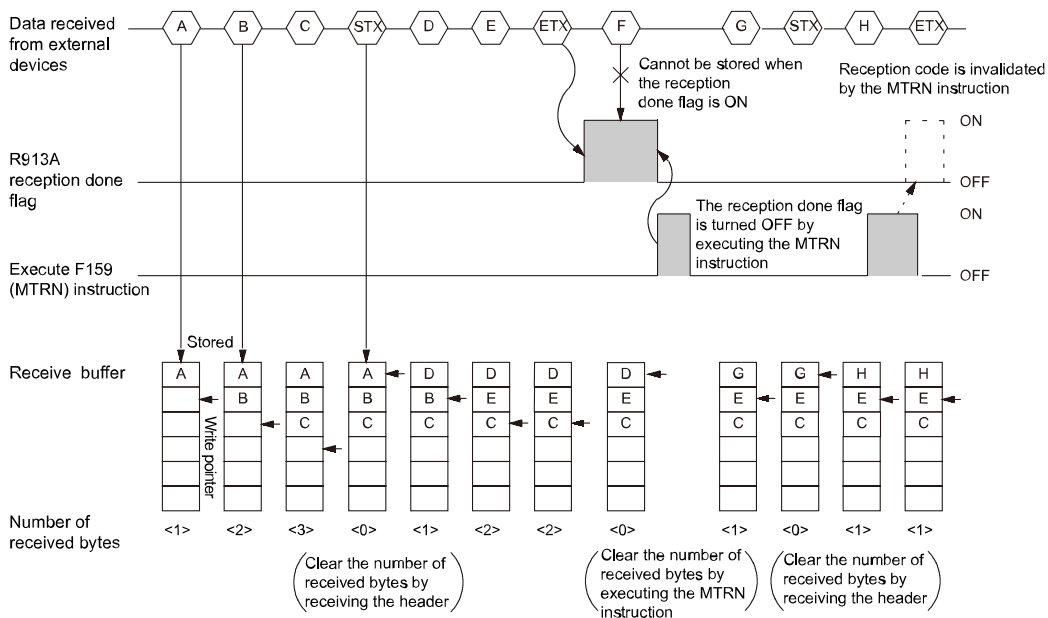 Data received
from external
devices
A B C STX D E ETX F G STX H ETX
Cannot be stored when
the reception
done flag is ON
Reception code is invalidated
by the MTRN instruction
ON
R913A
reception done
flag
OFF
The reception done flag
is turned OFF by
executing the MTRN
instruction
ON
Execute F159
(MTRN) instruction
OFF
Stored
Receive buffer
A A A A D D D D G G H H
B B B B E E E E E E E
C C C C C C C C C C
Write pointer
Number of
received bytes
<1> <2> <3> <0> <1> <2> <2> <0> <1> <0> <1> <1>
(Clear the number of
received bytes by
receiving the header)
(Clear the number of
received bytes by
executing the MTRN
instruction)
(Clear the number of
received bytes by
receiving the header)